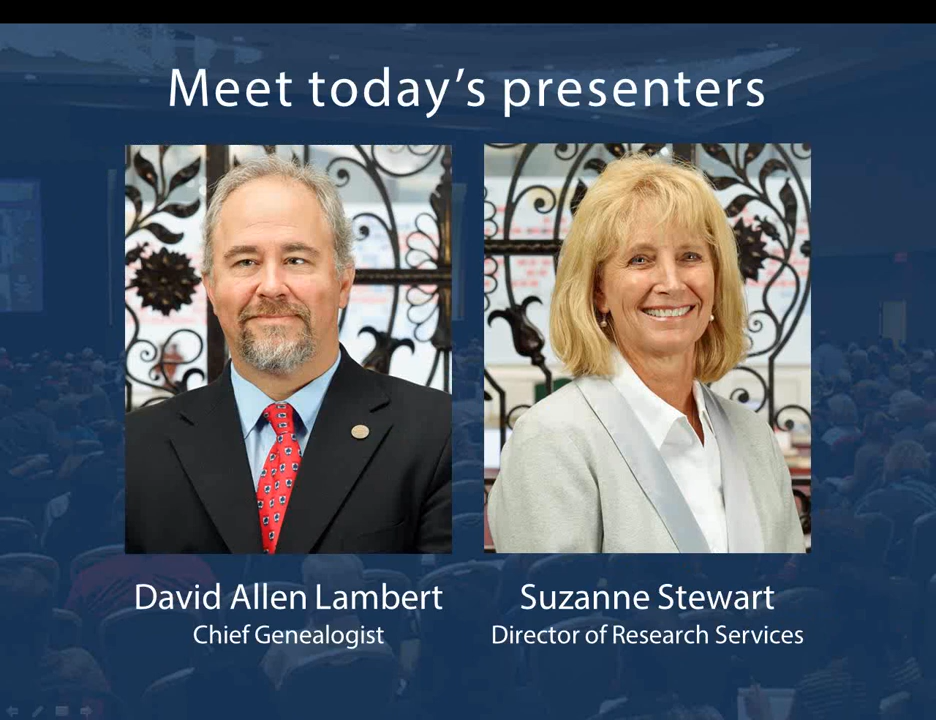 Meet today's presenters
David Allen Lambert
Suzanne Stewart
Chief Genealogist
Director of Research Services